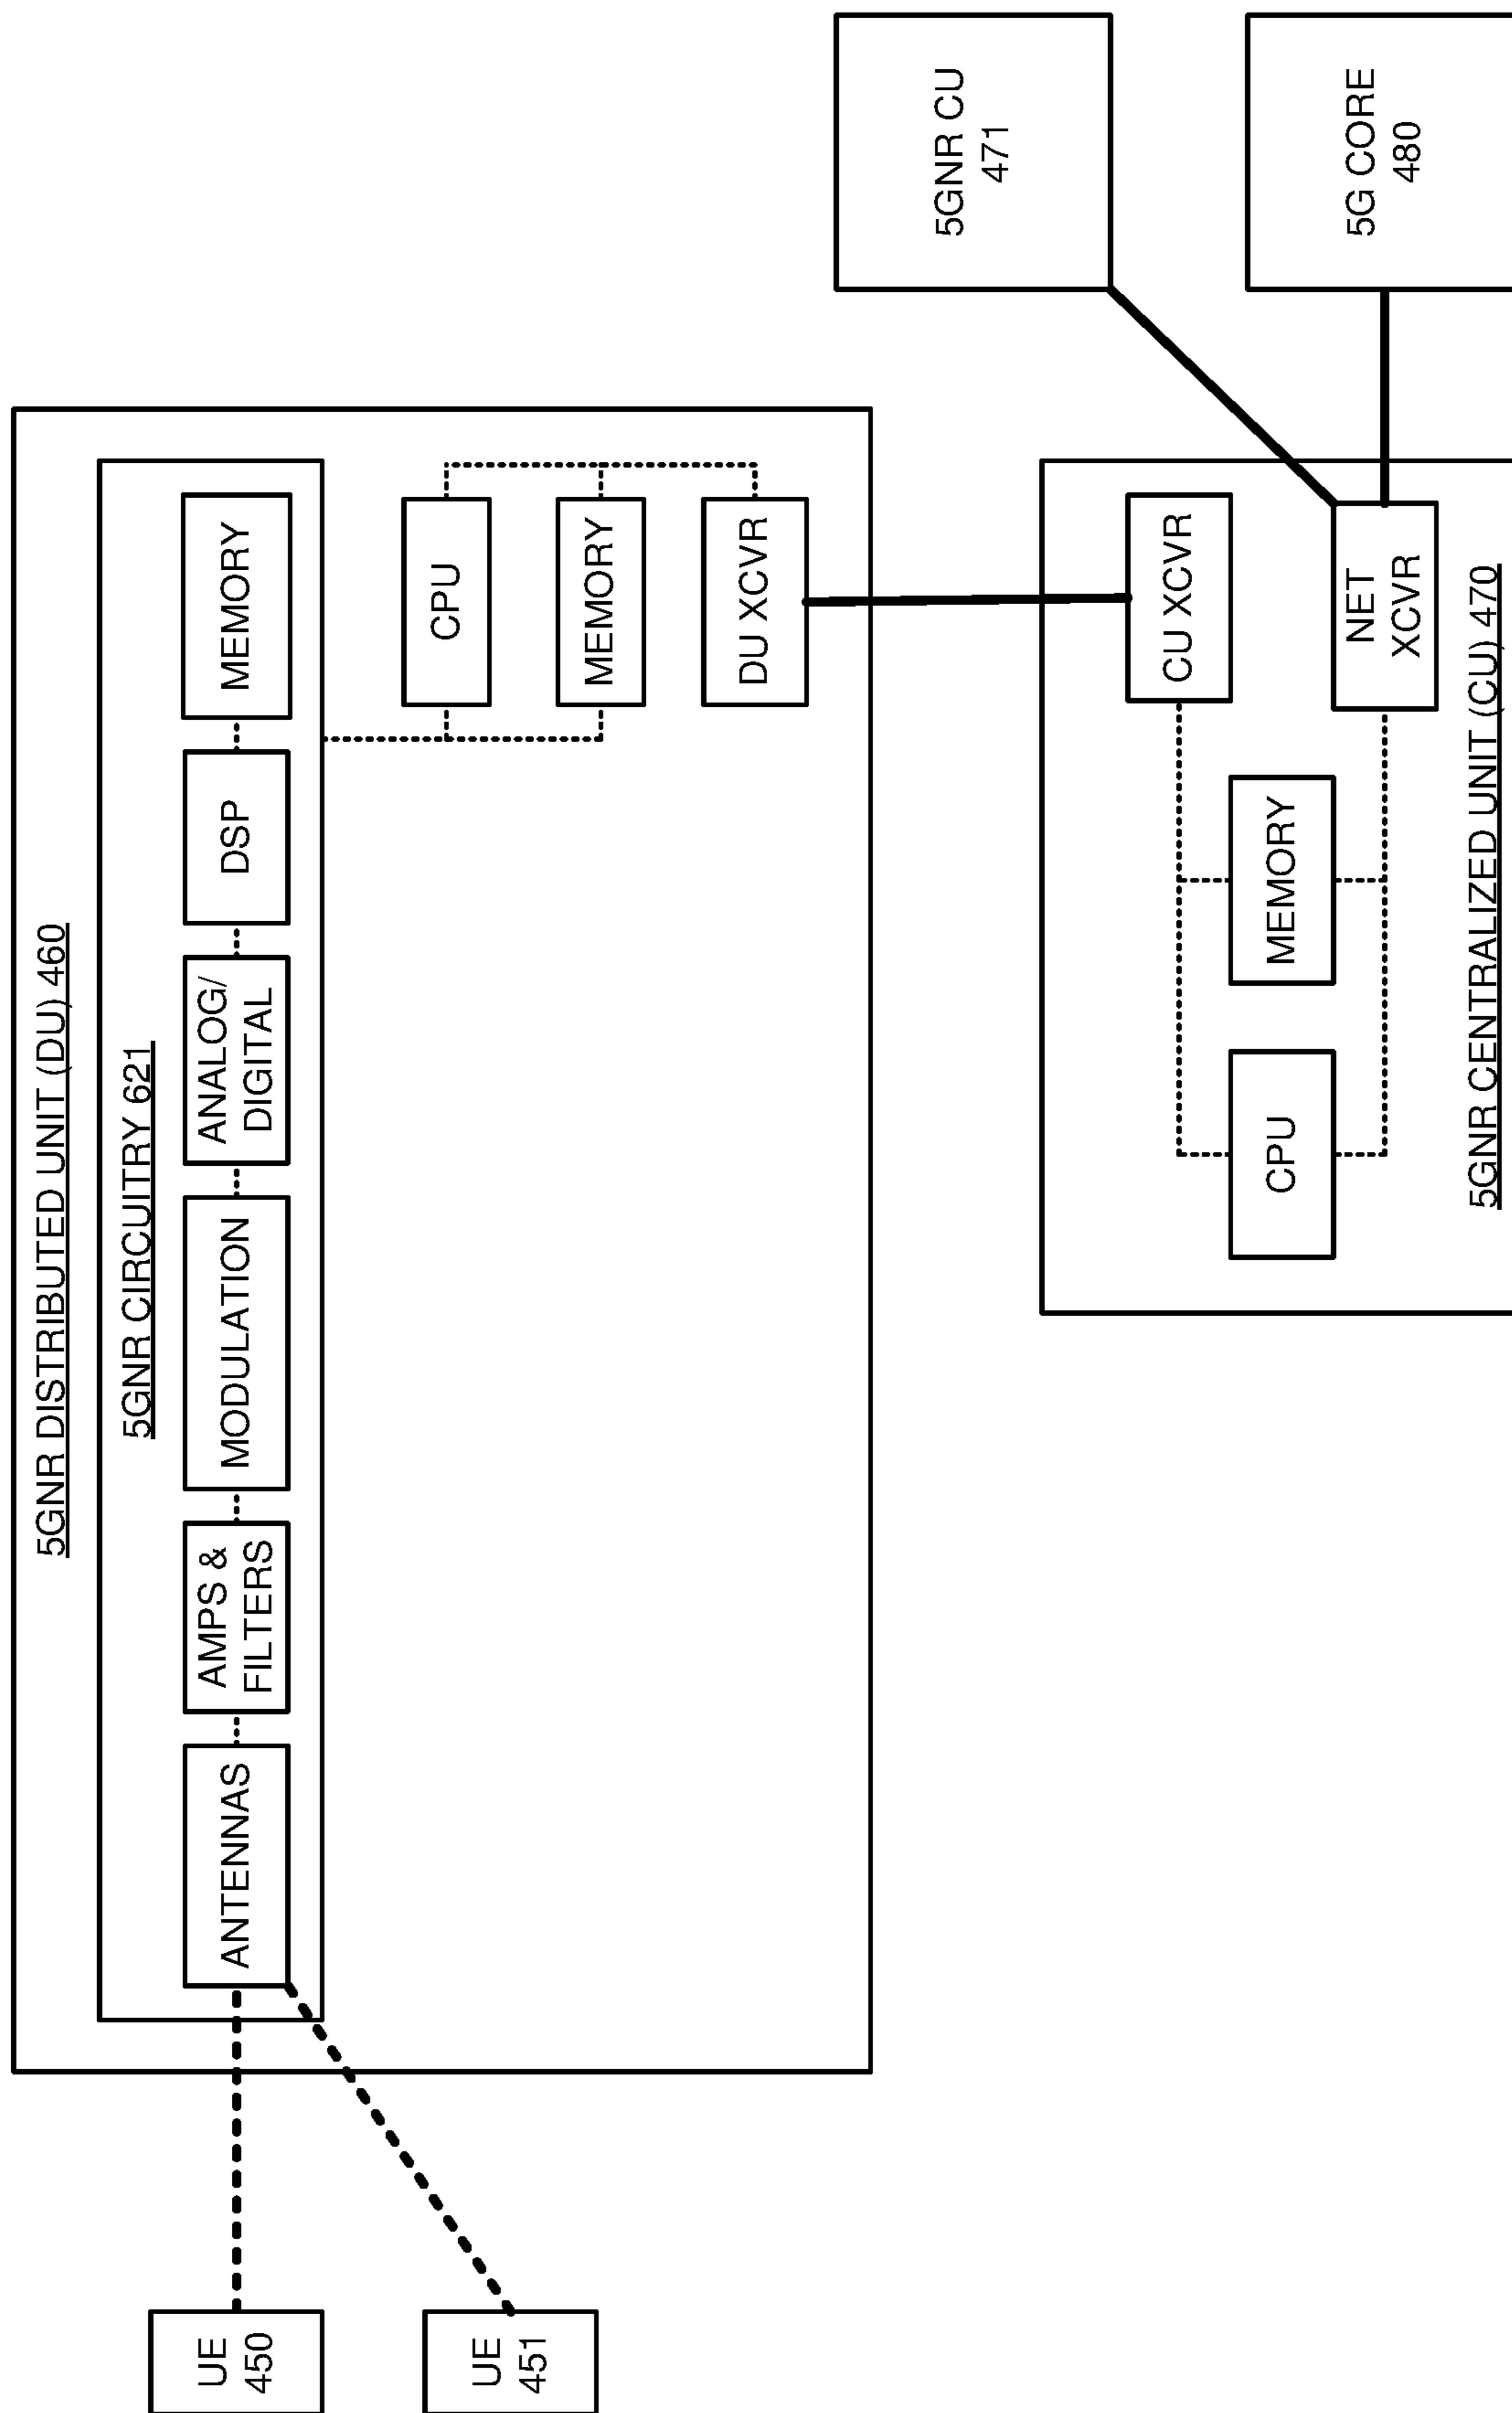 5GNR DISTRIBUTED UNIT (DU) 460
5GNR CIRCUITRY 621
ANTENNAS
AMPS &
FILTERS
MODULATION
ANALOG/
DIGITAL
DSP
MEMORY
UE
450
UE
451
CPU
MEMORY
DU XCVR
5GNR CU
471
CU XCVR
CPU
MEMORY
NET
XCVR
5G CORE
480
5GNR CENTRALIZED UNIT (CU) 470